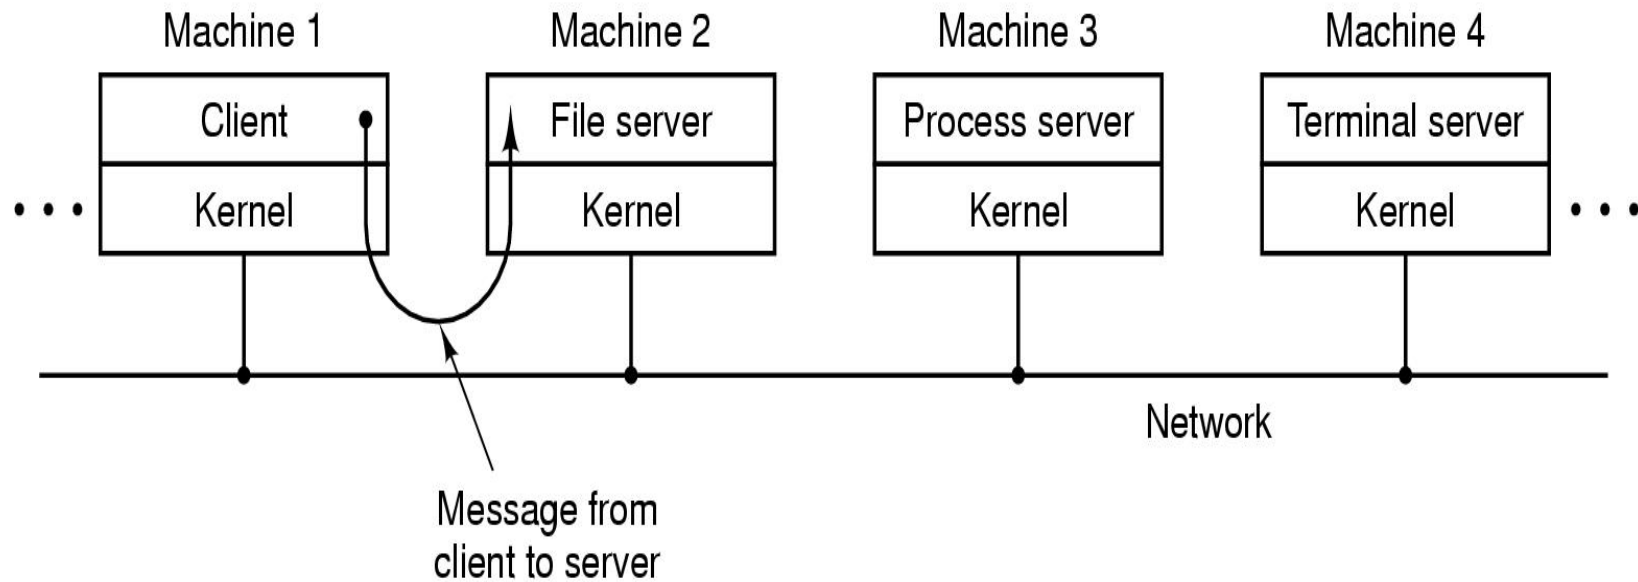 Machine 1
Machine 2
Machine 3
Machine 4
Client
File server
Process server
Terminal server
Kernel
Kernel
Kernel
Kernel
Network
Message from
client to server